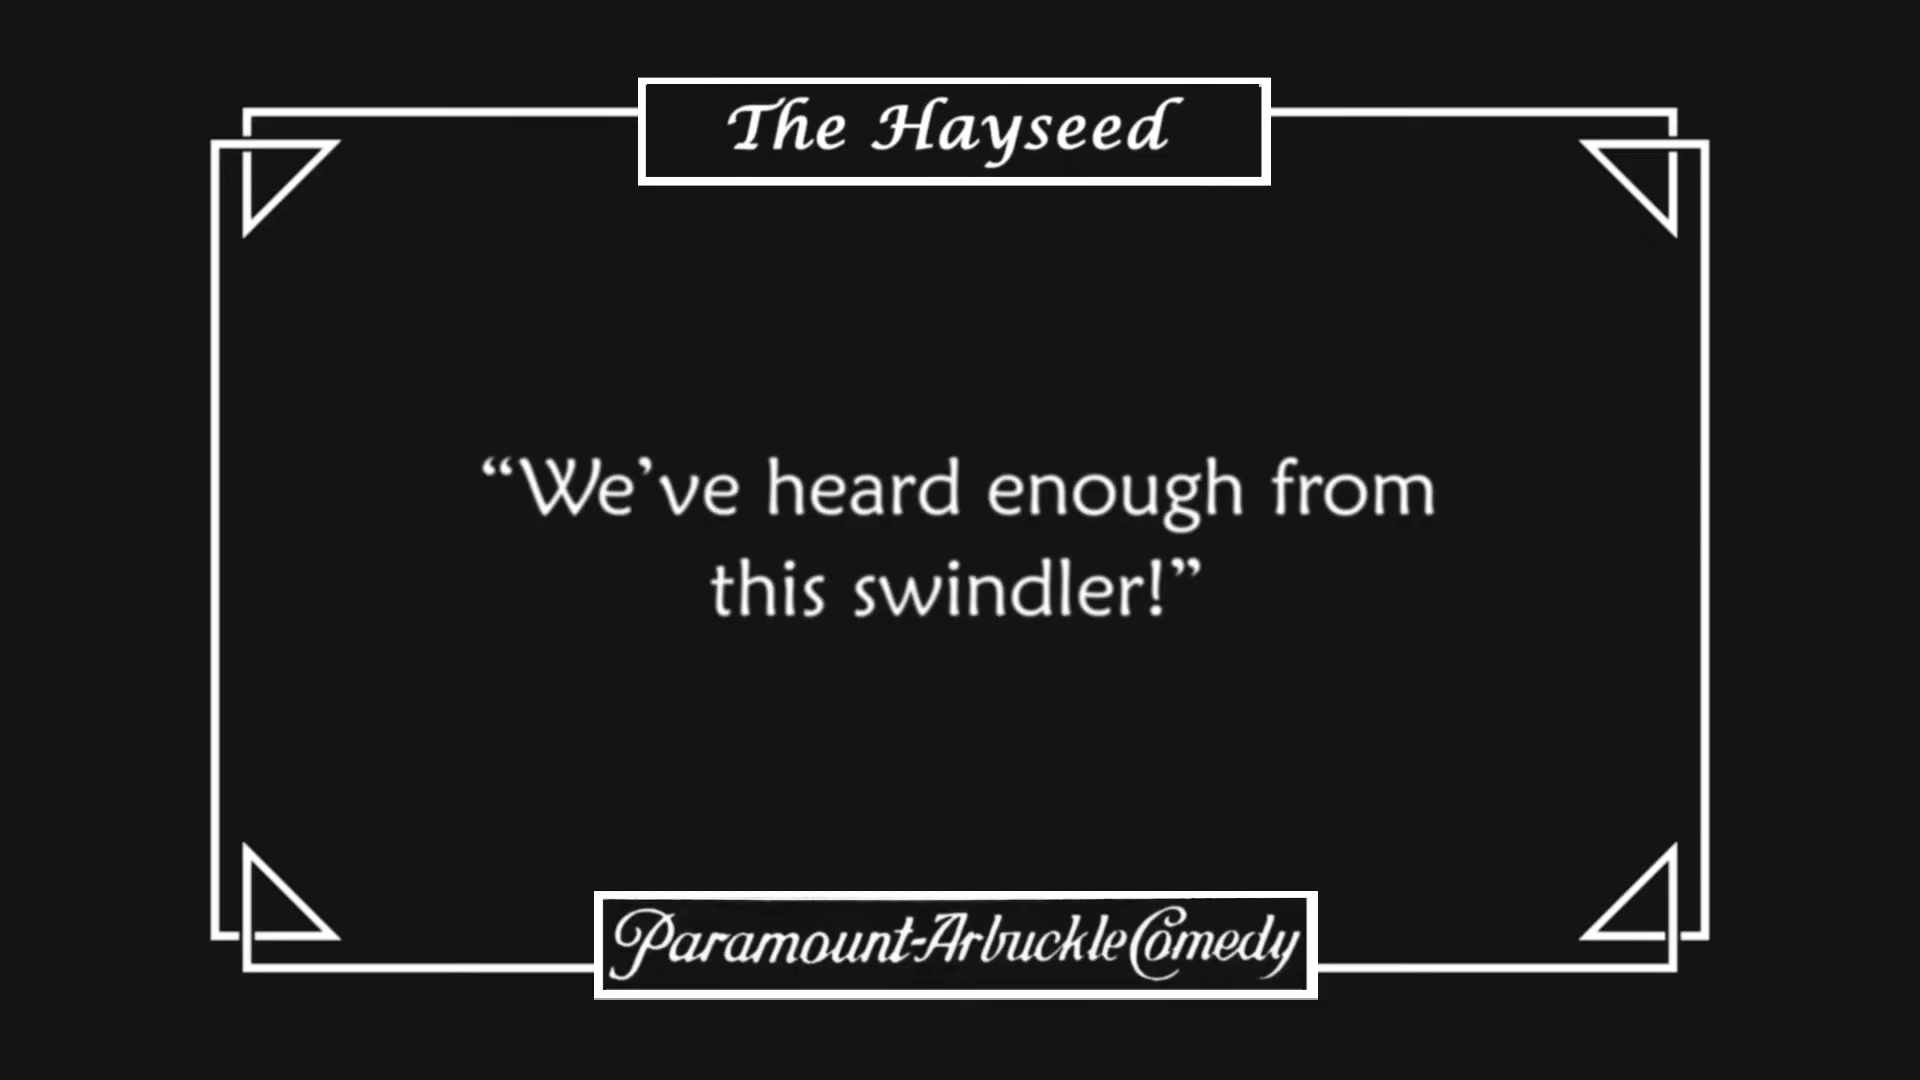 The Hayseed
“We’ve heard enough from
this swindler!”
Paramount-Arbuckle Comedy